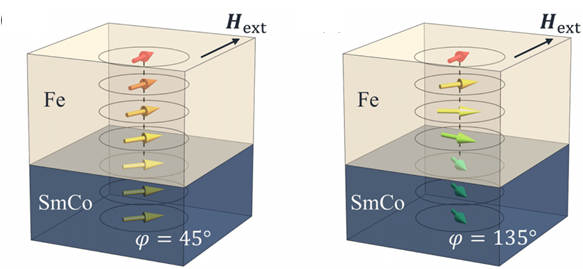 H_ext
Fe
SmCo
φ = 45°
H_ext
Fe
SmCo
φ = 135°